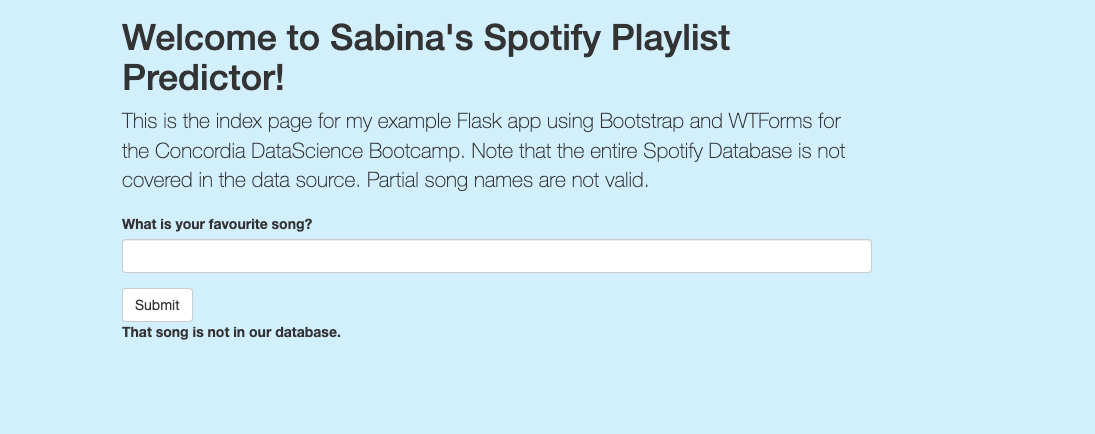 Welcome to Sabina's Spotify Playlist
Predictor!
This is the index page for my example Flask app using Bootstrap and WTForms for
the Concordia DataScience Bootcamp. Note that the entire Spotify Database is not
covered in the data source. Partial song names are not valid.
What is your favourite song?
Submit
That song is not in our database.